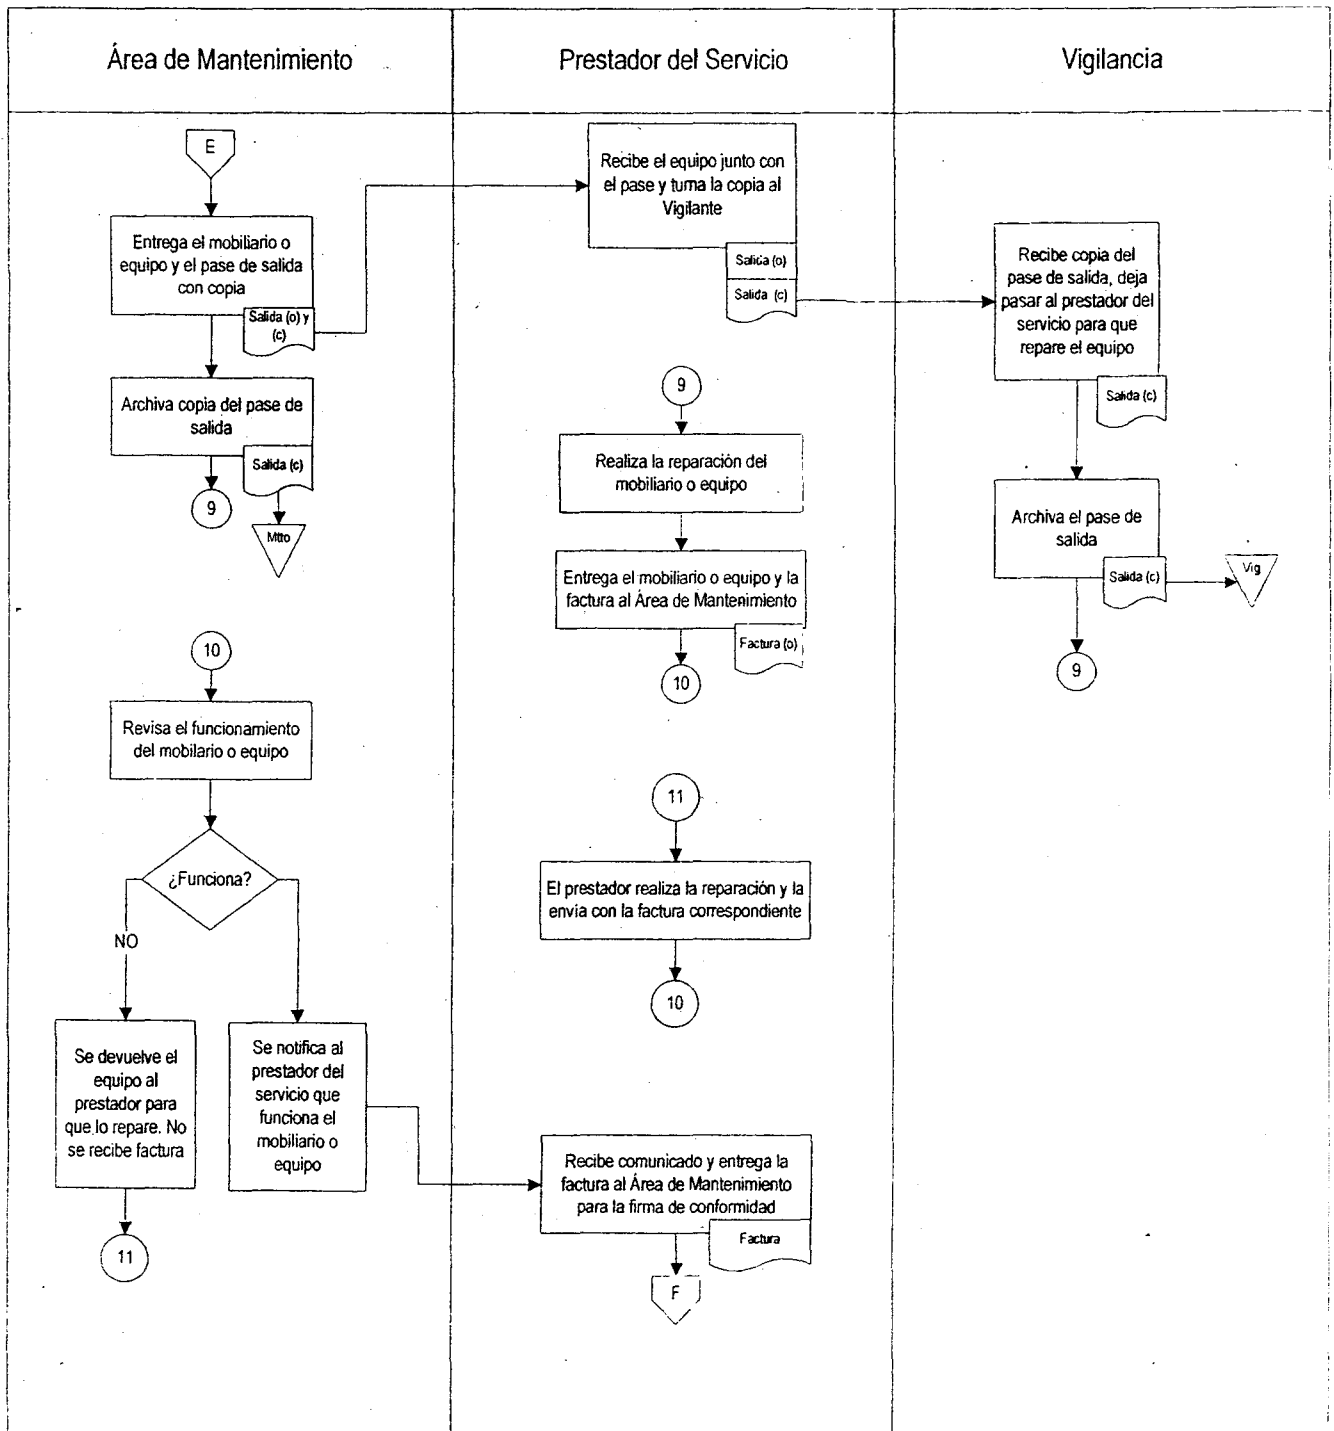 Área de Mantenimiento
Prestador del Servicio
Vigilancia
E
Entrega el mobiliario o
equipo y el pase de salida
con copia
Salida (o) y
(c)
Archiva copia del pase de
salida
Salida (c)
9
Mtto
10
Revisa el funcionamiento
del mobilario o equipo
¿Funciona?
NO
Se devuelve el
equipo al
prestador para
que lo repare. No
se recibe factura
11
Se notifica al
prestador del
servicio que
funciona el
mobiliario o
equipo
Recibe el equipo junto con
el pase y turna la copia al
Vigilante
Salida (o)
Salida (c)
9
Realiza la reparación del
mobiliario o equipo
Entrega el mobiliario o equipo y la
factura al Área de Mantenimiento
Factura (o)
10
11
El prestador realiza la reparación y la
envía con la factura correspondiente
10
Recibe comunicado y entrega la
factura al Área de Mantenimiento
para la firma de conformidad
Factura
F
Recibe copia del
pase de salida, deja
pasar al prestador del
servicio para que
repare el equipo
Salida (c)
Archiva el pase de
salida
Salida (c)
Vig
9